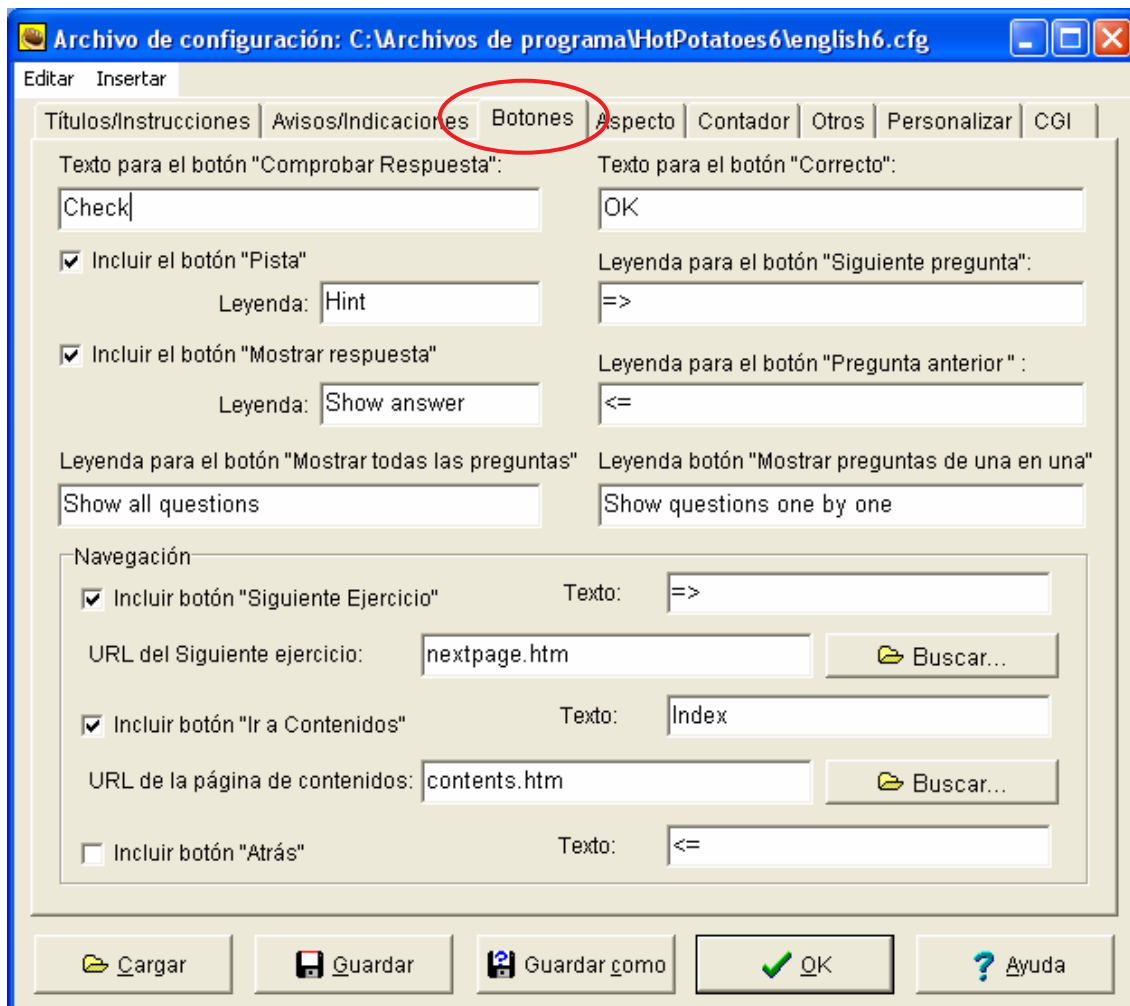 Archivo de configuración: C:\Archivos de programa\HotPotatoes6\english6.cfg
Editar Insertar
Títulos/Instrucciones Avisos/Indicaciones Botones Aspecto Contador Otros Personalizar CGI
Texto para el botón "Comprobar Respuesta": Texto para el botón "Correcto":
Check OK
Incluir el botón "Pista" Leyenda para el botón "Siguiente pregunta":
Leyenda: Hint =>
Incluir el botón "Mostrar respuesta" Leyenda para el botón "Pregunta anterior" :
Leyenda: Show answer <=
Leyenda para el botón "Mostrar todas las preguntas" Leyenda botón "Mostrar preguntas de una en una"
Show all questions Show questions one by one
Navegación
Incluir botón "Siguiente Ejercicio" Texto: =>
URL del Siguiente ejercicio: nextpage.htm Buscar...
Incluir botón "Ir a Contenidos" Texto: Index
URL de la página de contenidos: contents.htm Buscar...
Incluir botón "Atrás" Texto: <=
Cargar Guardar Guardar como OK Ayuda